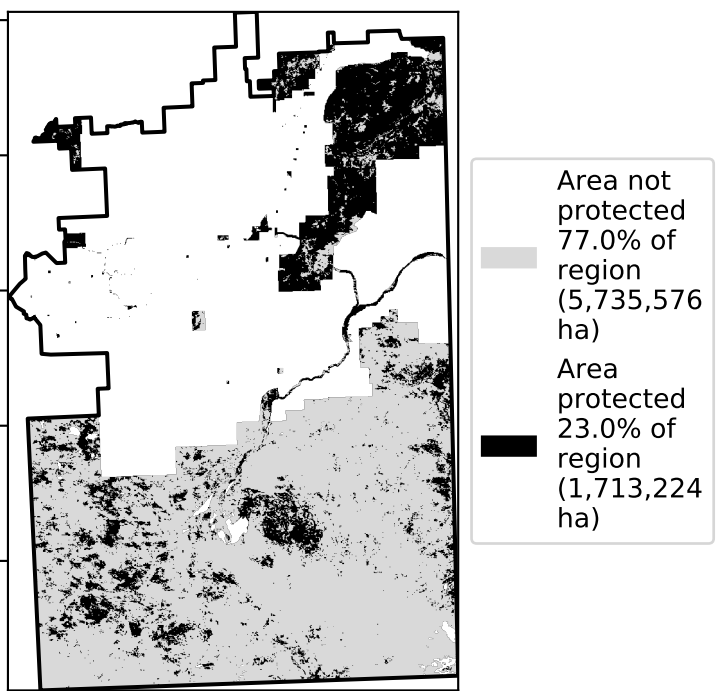 Area not
protected
77.0% of
region
(5,735,576
ha)
Area
protected
23.0% of
region
(1,713,224
ha)